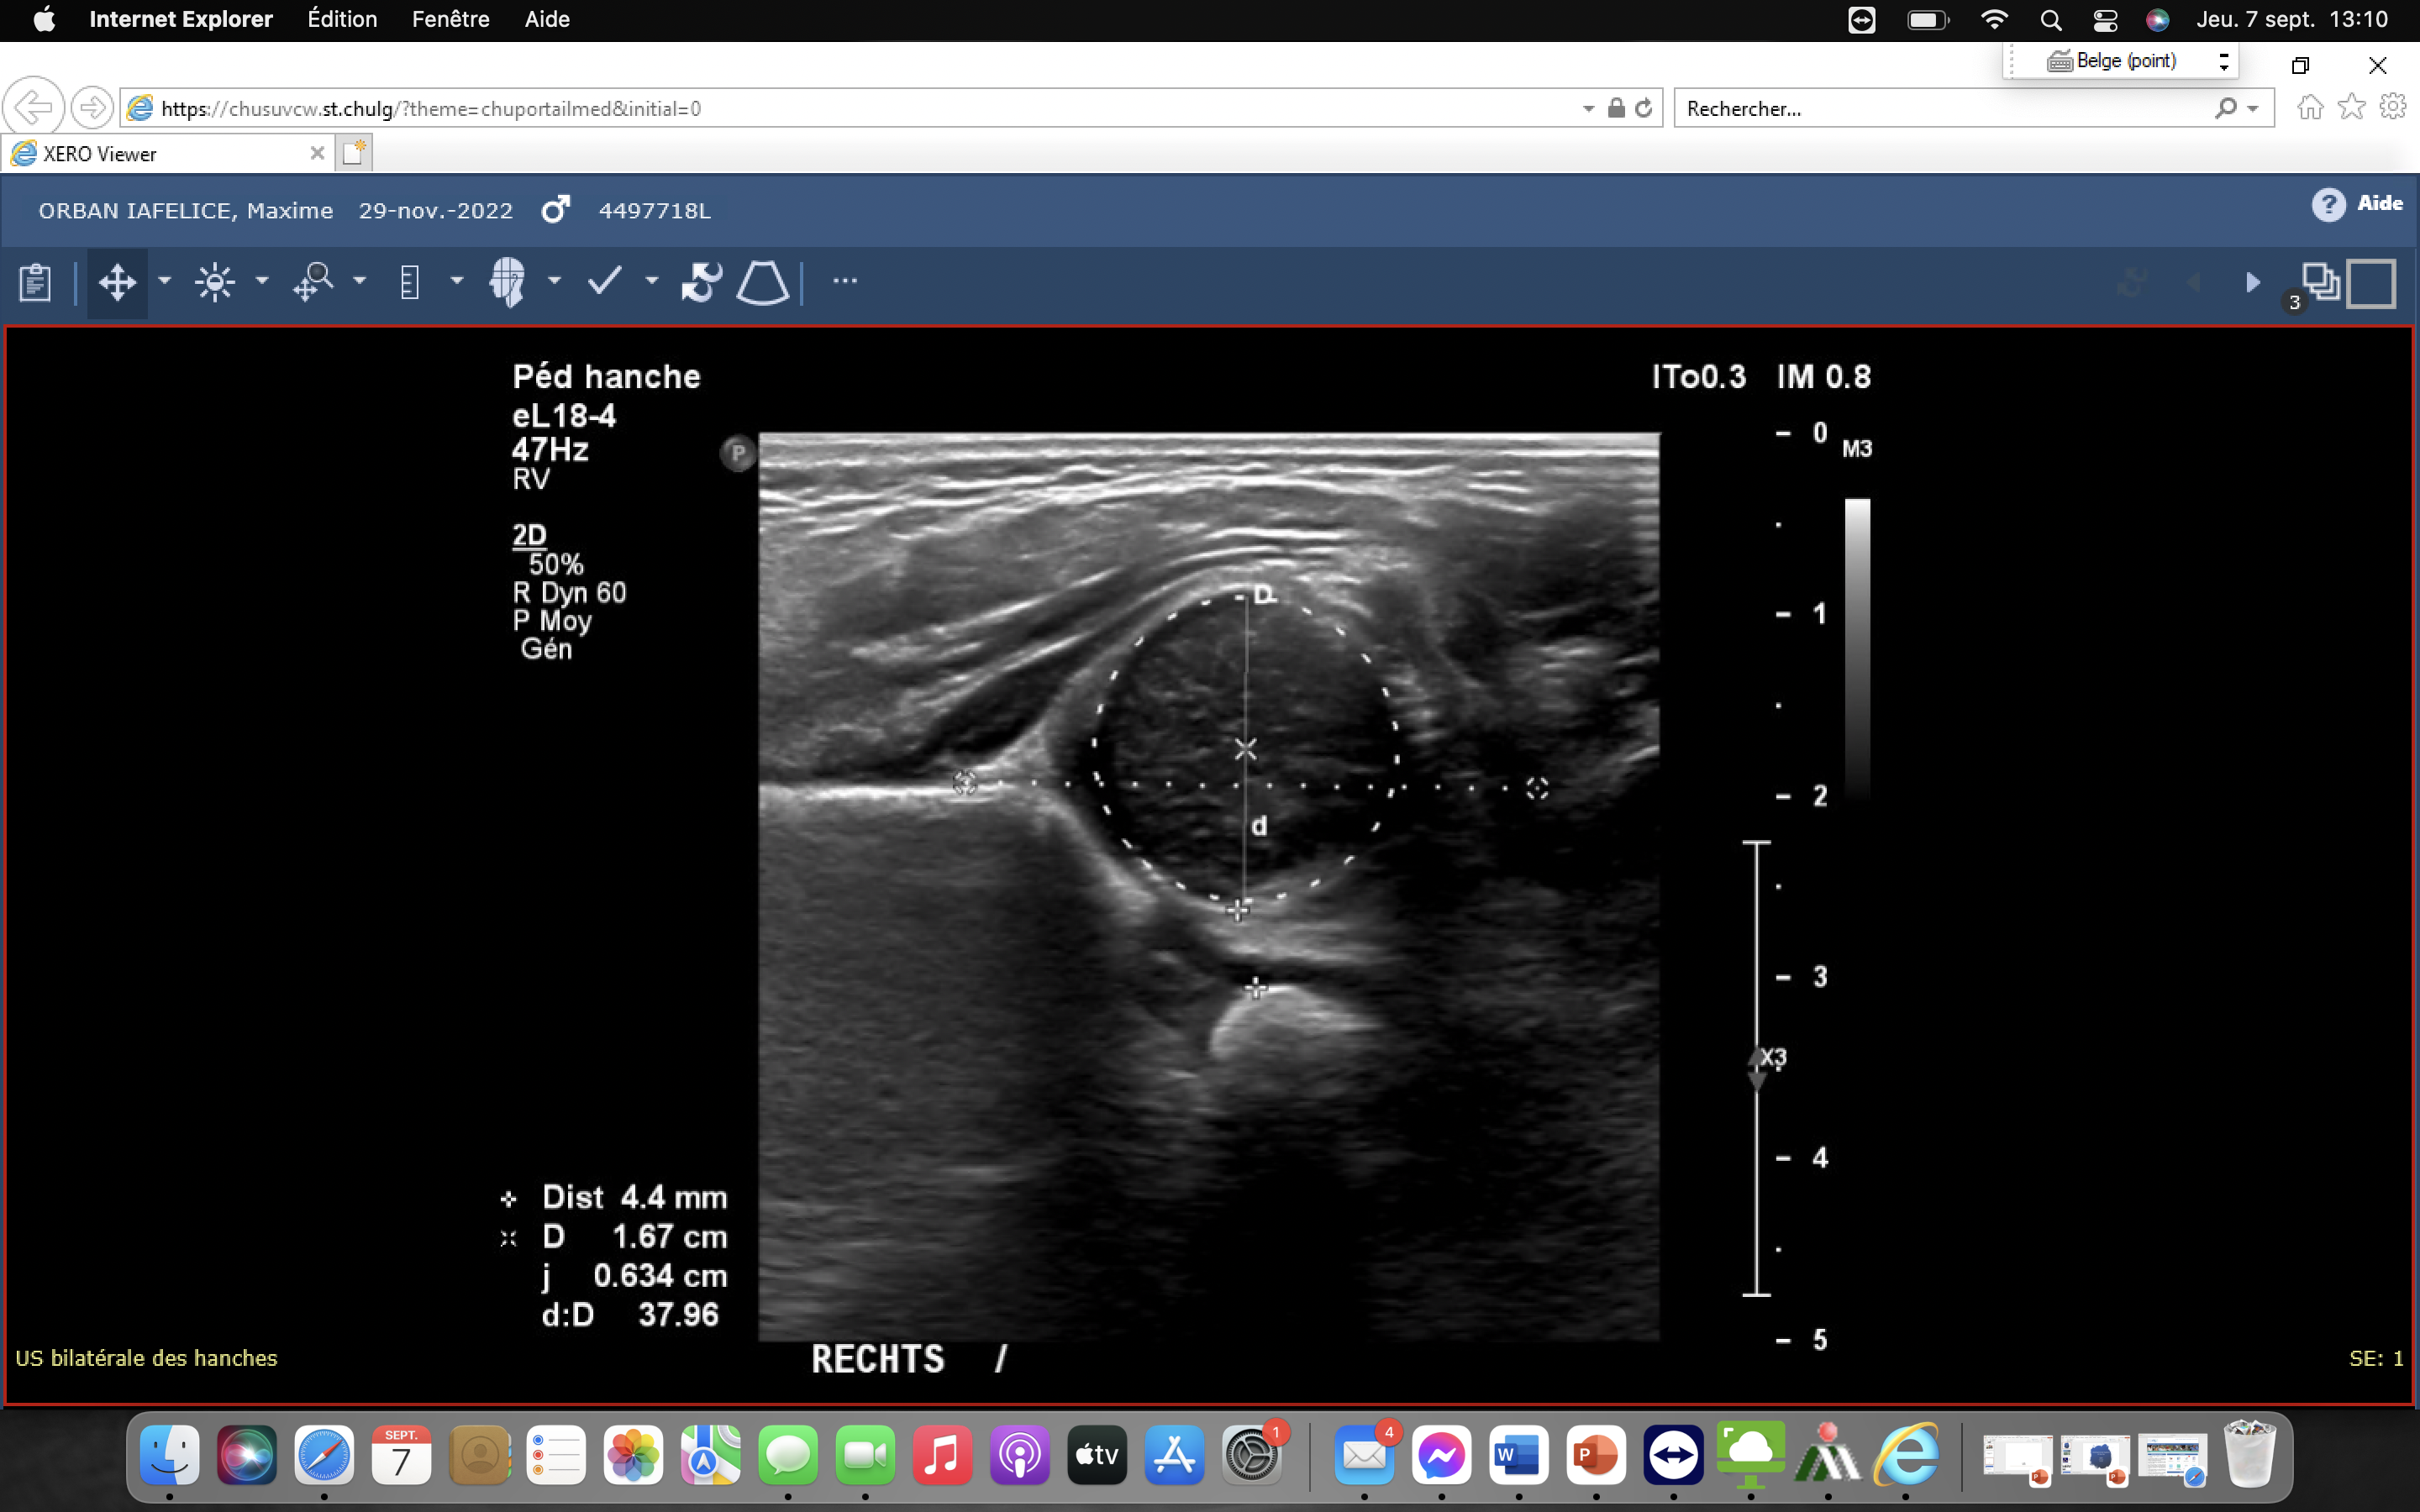 Internet Explorer Édition Fenêtre Aide Jeu. 7 sept. 13:10
Belge (point)
https://chusuvcw.st.chulg/?theme=chuportailmed&initial=0 Rechercher...
XERO Viewer
ORBAN IAFELICE, Maxime 29-nov.-2022 4497718L ? Aide
3
Péd hanche ITo0.3 IM 0.8
eL18-4
47Hz
RV
P
0
M3
2D
50%
R Dyn 60
P Moy
Gén
D
1
2
d
3
X3
4
Dist 4.4 mm
D 1.67 cm
j 0.634 cm
d:D 37.96
5
RECHTS /
US bilatérale des hanches SE: 1
SEPT.
7
tv
1
4
W
P